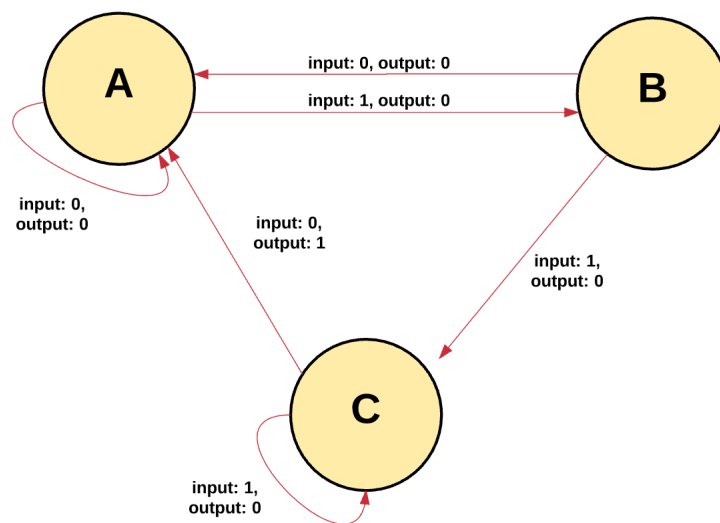 A
input: 0, output: 0
B
input: 1, output: 0
input: 0,
output: 0
input: 0,
output: 1
input: 1,
output: 0
C
input: 1,
output: 0